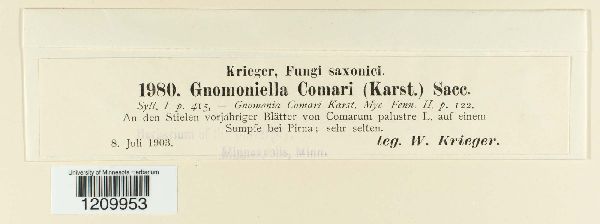 Krieger, Fungi saxonici.
1980. Gnomoniella Comari (Karst.) Sacc.
Syll. I p. 415, — Gnomonia Comari Karst. Myc. Fenn. II. p. 122.
An den Stielen vorjähriger Blätter von Comarum palustre L. auf einem
Sumpfe bei Pirna; sehr selten.
8. Juli 1903. leg. W. Krieger.
Minneapolis, Minn.
University of Minnesota Herbarium
1209953